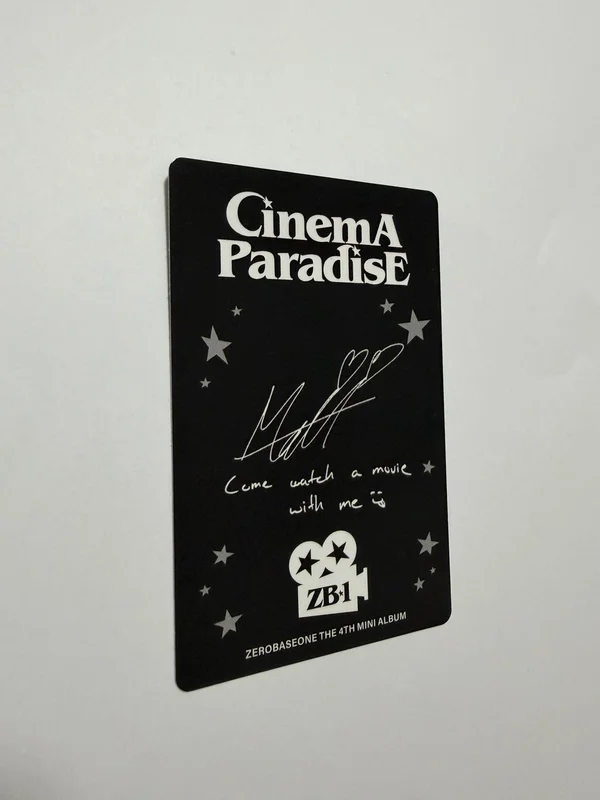 CinemA
ParadisE
Come watch a movie
with me
ZB1
ZEROBASEONE THE 4TH MINI ALBUM